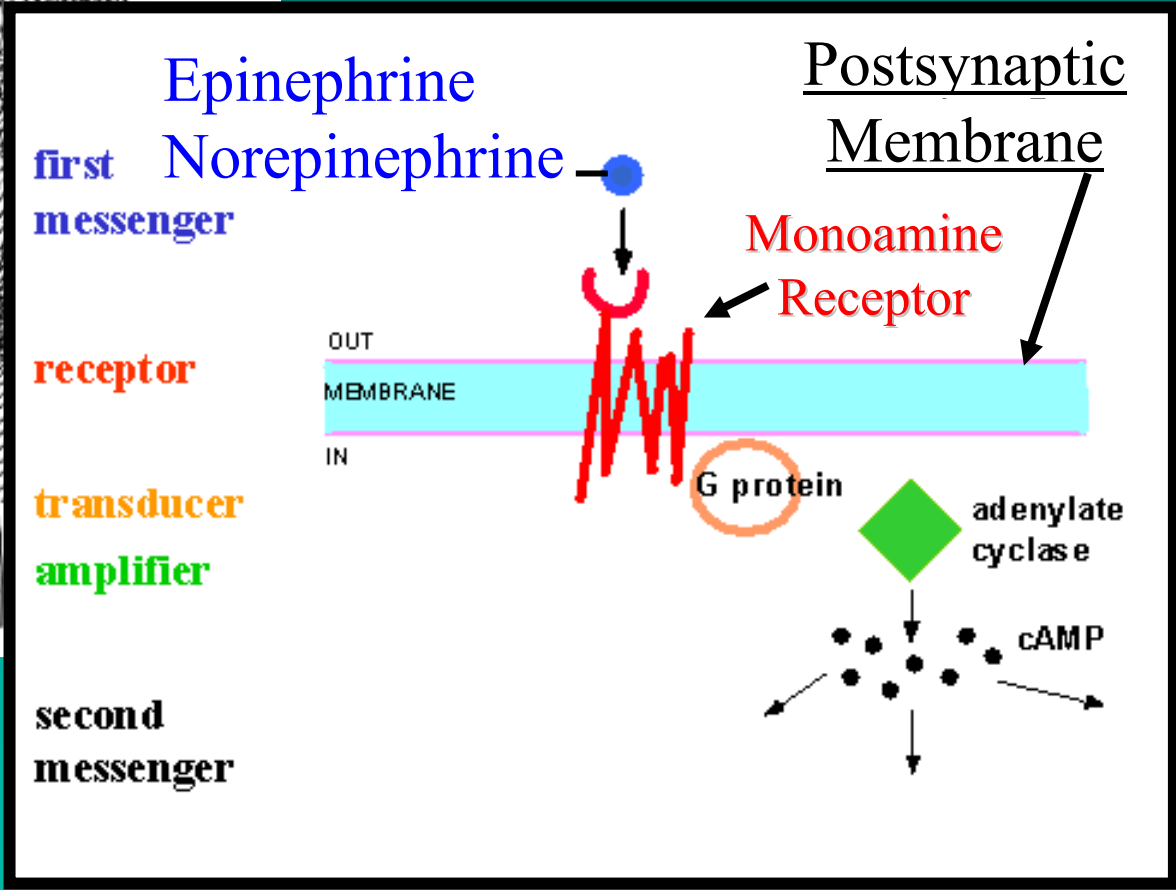 Epinephrine
Norepinephrine
Postsynaptic
Membrane
first
messenger
Monoamine
Receptor
OUT
receptor
MEMBRANE
IN
transducer
G protein
adenylate
cyclase
amplifier
cAMP
second
messenger